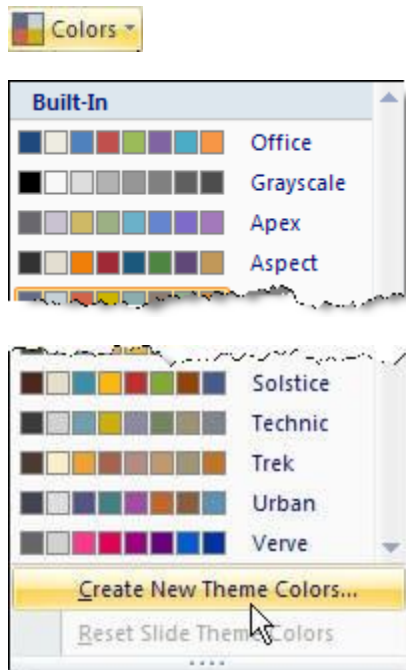 Colors
Built-In
Office
Grayscale
Apex
Aspect
Solstice
Technic
Trek
Urban
Verve
Create New Theme Colors...
Reset Slide Theme Colors